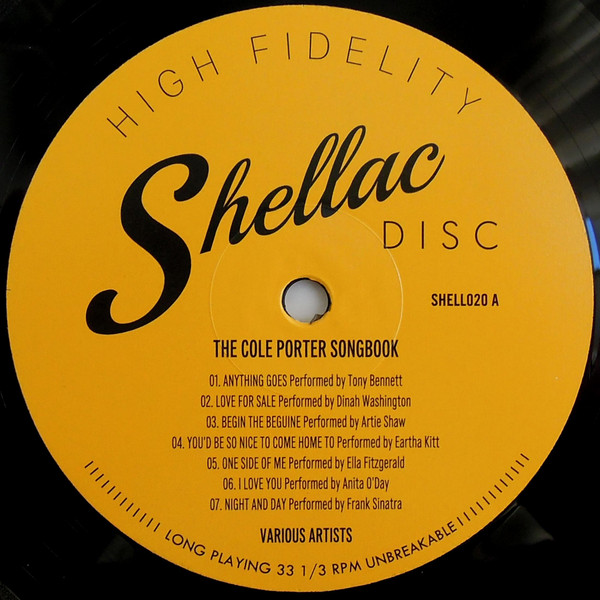 HIGH FIDELITY
Shellac
DISC
SHELL020 A
THE COLE PORTER SONGBOOK
01. ANYTHING GOES Performed by Tony Bennett
02. LOVE FOR SALE Performed by Dinah Washington
03. BEGIN THE BEGUINE Performed by Artie Shaw
04. YOU'D BE SO NICE TO COME HOME TO Performed by Eartha Kitt
05. ONE SIDE OF ME Performed by Ella Fitzgerald
06. I LOVE YOU Performed by Anita O'Day
07. NIGHT AND DAY Performed by Frank Sinatra
VARIOUS ARTISTS
LONG PLAYING 33 1/3 RPM UNBREAKABLE